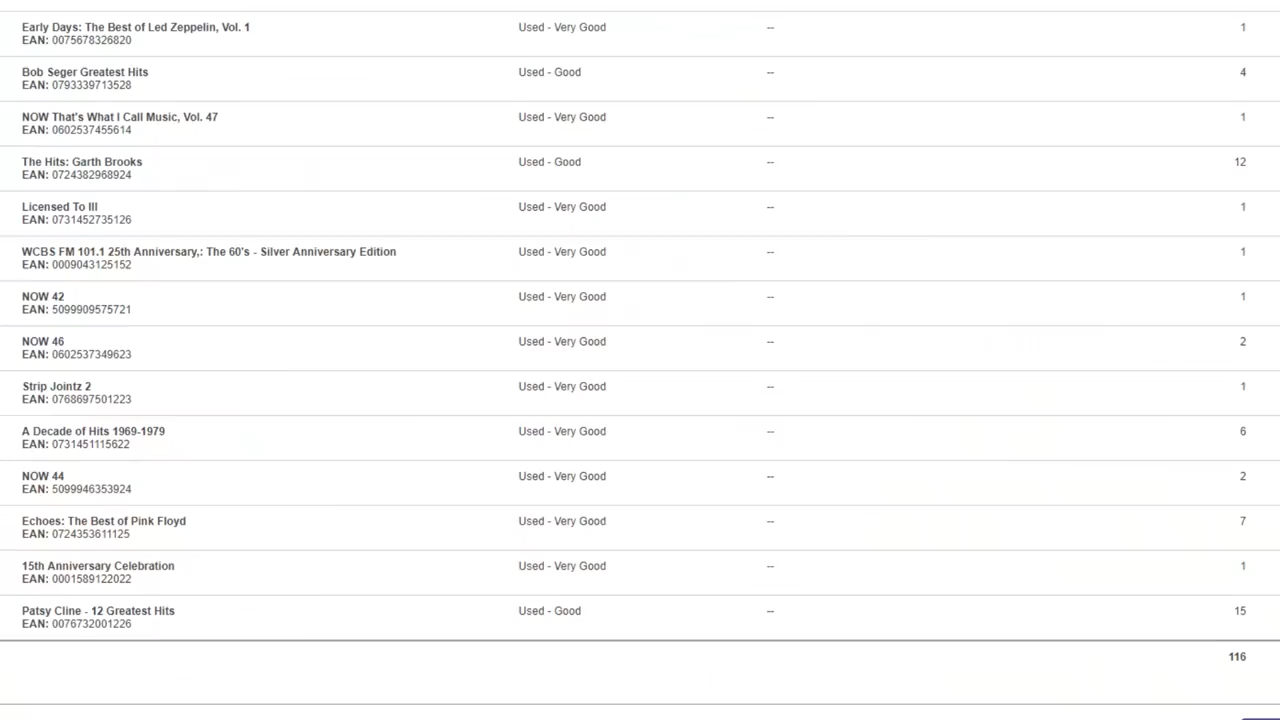 Early Days: The Best of Led Zeppelin, Vol. 1 Used - Very Good -- 1
EAN: 0075678326820
Bob Seger Greatest Hits Used - Good -- 4
EAN: 0793339713528
NOW That's What I Call Music, Vol. 47 Used - Very Good -- 1
EAN: 0602537455614
The Hits: Garth Brooks Used - Good -- 12
EAN: 0724382968924
Licensed To Ill Used - Very Good -- 1
EAN: 0731452735126
WCBS FM 101.1 25th Anniversary,: The 60's - Silver Anniversary Edition Used - Very Good -- 1
EAN: 0009043125152
NOW 42 Used - Very Good -- 1
EAN: 5099909575721
NOW 46 Used - Very Good -- 2
EAN: 0602537349623
Strip Jointz 2 Used - Very Good -- 1
EAN: 0768697501223
A Decade of Hits 1969-1979 Used - Very Good -- 6
EAN: 0731451115622
NOW 44 Used - Very Good -- 2
EAN: 5099946353924
Echoes: The Best of Pink Floyd Used - Very Good -- 7
EAN: 0724353611125
15th Anniversary Celebration Used - Very Good -- 1
EAN: 0001589122022
Patsy Cline - 12 Greatest Hits Used - Good -- 15
EAN: 0076732001226
116